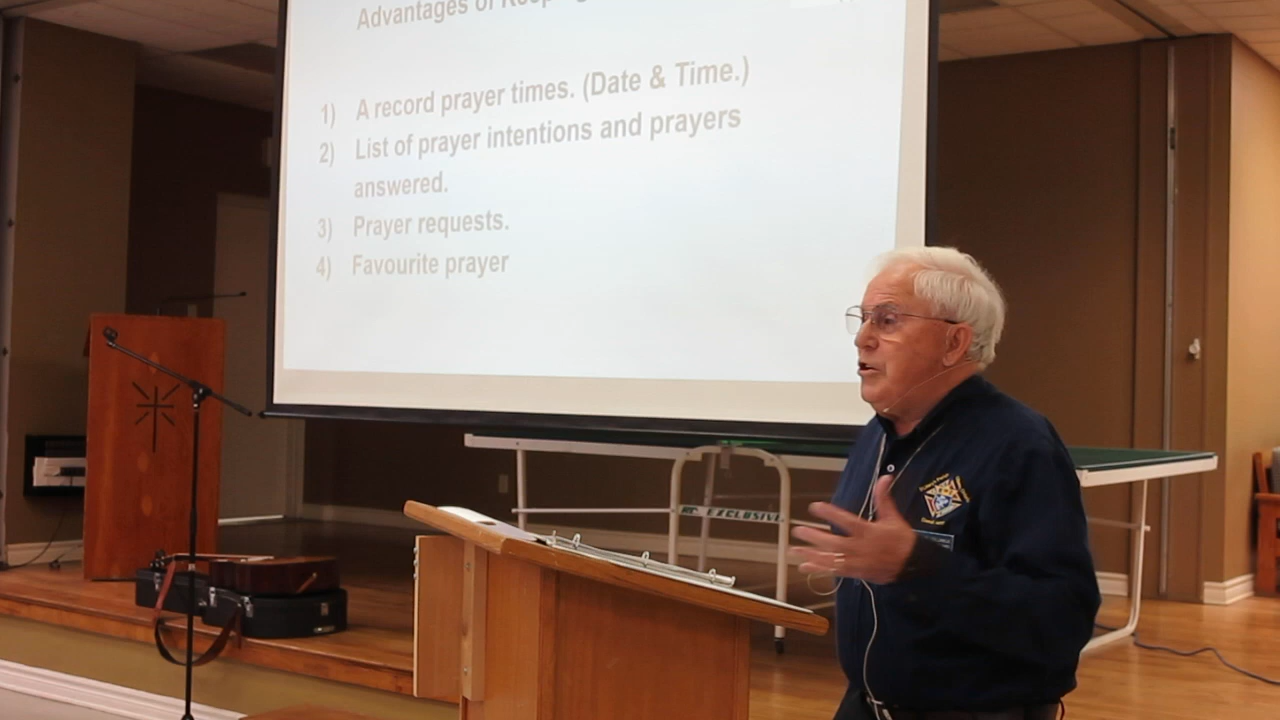 Advantages of Keeping
1) A record prayer times. (Date & Time.)
2) List of prayer intentions and prayers
answered.
3) Prayer requests.
4) Favourite prayer
EXCLUSIVE